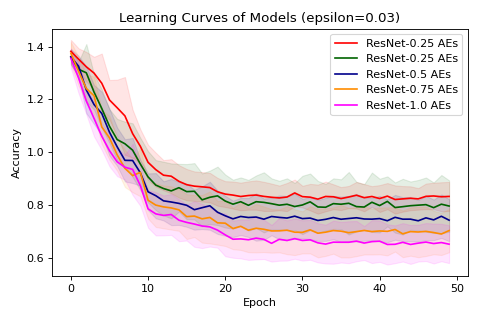 Learning Curves of Models (epsilon=0.03)
ResNet-0.25 AEs
ResNet-0.25 AEs
ResNet-0.5 AEs
ResNet-0.75 AEs
ResNet-1.0 AEs
Accuracy
1.4
1.2
1.0
0.8
0.6
0
10
20
30
40
50
Epoch